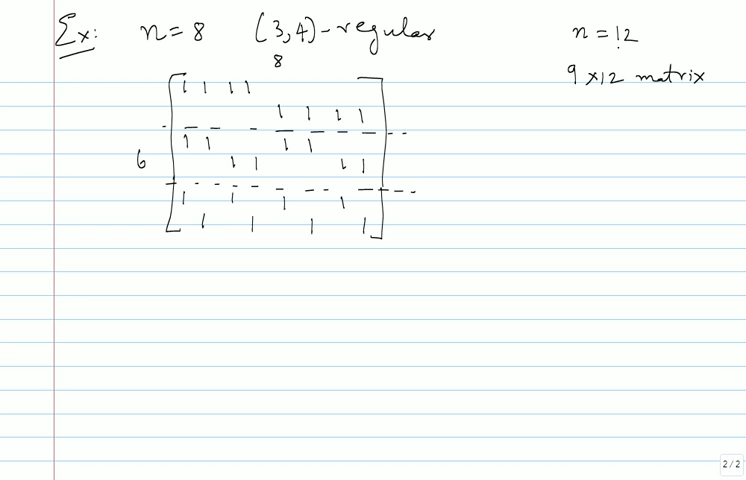 Ex: n = 8 (3,4)-regular
n = 12
9 x 12 matrix
8
1 1 1 1
1 1 1 1
1 1 1 1
6
1 1 1 1
1 1 1 1
1 1 1 1
2/2